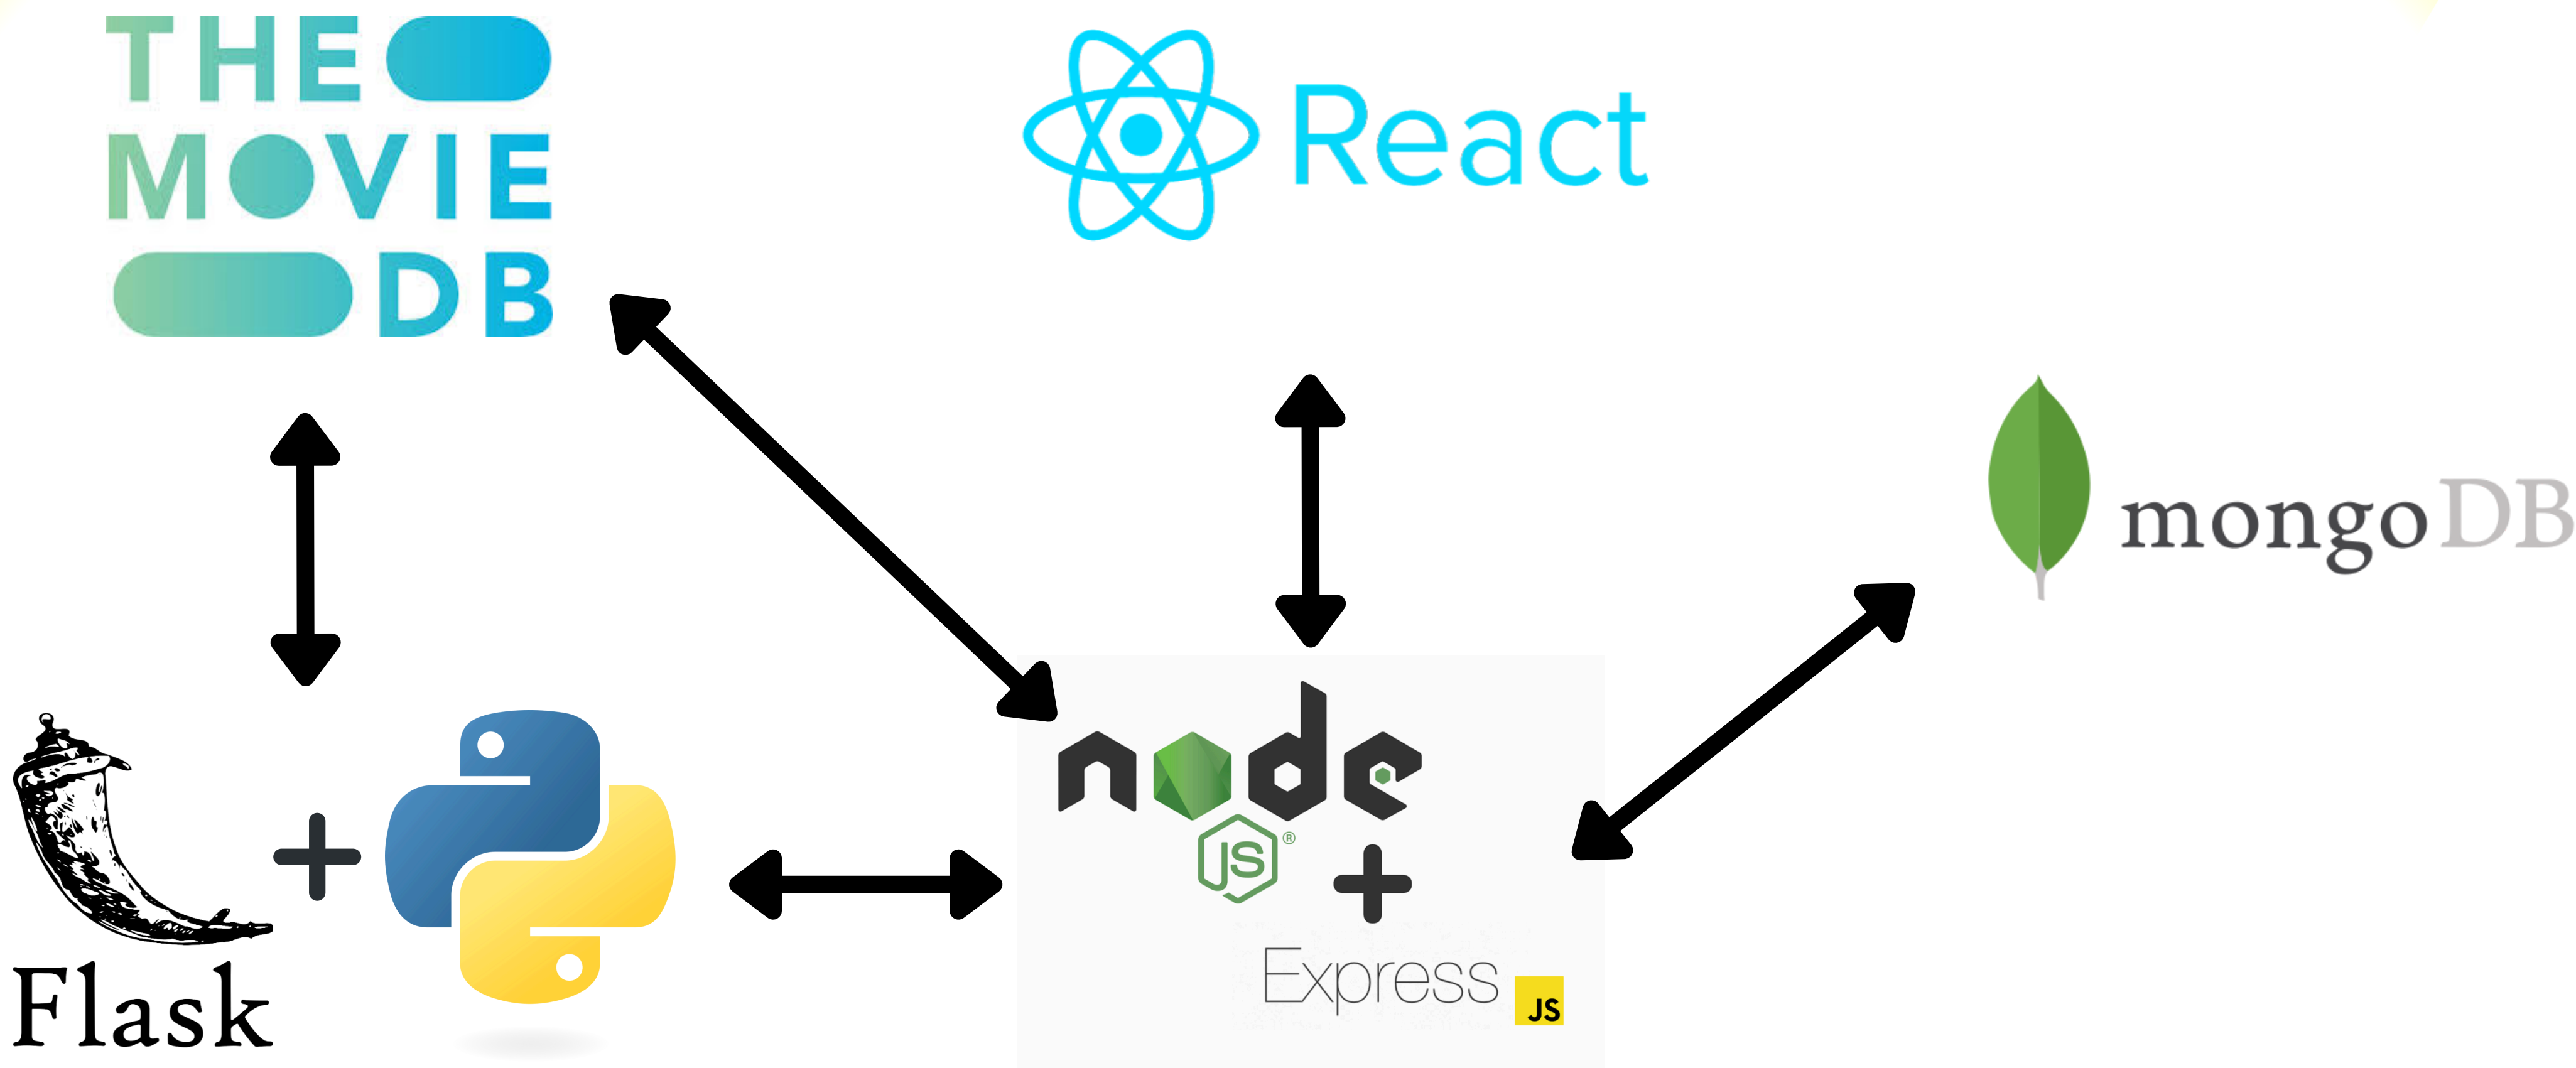 THE
MOVIE
DB
React
mongoDB
node
JS®
Express
JS
Flask